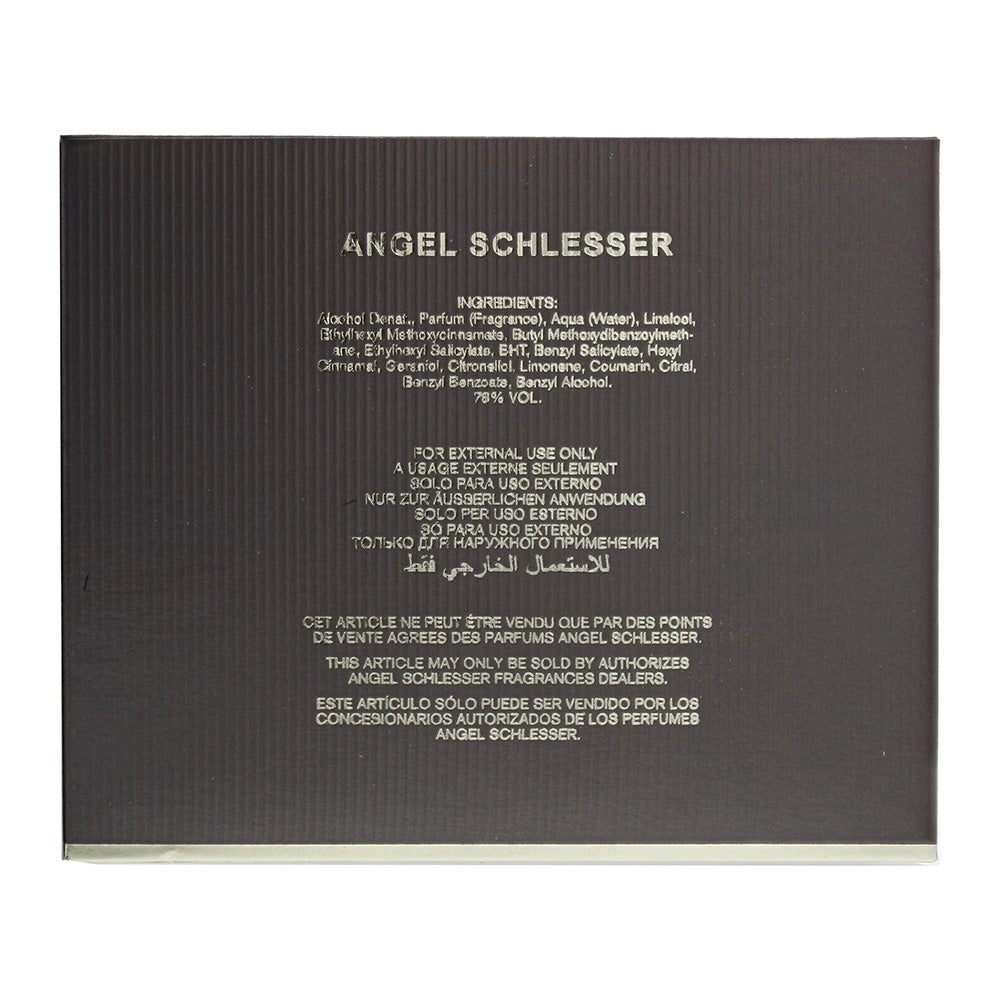 ANGEL SCHLESSER
INGREDIENTS:
Alcohol Denat., Parfum (Fragrance), Aqua (Water), Linalool,
Ethylhexyl Methoxycinnamate, Butyl Methoxydibenzoylmeth-
ane, Ethylhexyl Salicylate, BHT, Benzyl Salicylate, Hexyl
Cinnamal, Geraniol, Citronellol, Limonene, Coumarin, Citral,
Benzyl Benzoate, Benzyl Alcohol.
78% VOL.
FOR EXTERNAL USE ONLY
A USAGE EXTERNE SEULEMENT
SOLO PARA USO EXTERNO
NUR ZUR ÄUSSERLICHEN ANWENDUNG
SOLO PER USO ESTERNO
SÓ PARA USO EXTERNO
ТОЛЬКО ДЛЯ НАРУЖНОГО ПРИМЕНЕНИЯ
للاستعمال الخارجي فقط
CET ARTICLE NE PEUT ÉTRE VENDU QUE PAR DES POINTS
DE VENTE AGREES DES PARFUMS ANGEL SCHLESSER.
THIS ARTICLE MAY ONLY BE SOLD BY AUTHORIZES
ANGEL SCHLESSER FRAGRANCES DEALERS.
ESTE ARTÍCULO SÓLO PUEDE SER VENDIDO POR LOS
CONCESIONARIOS AUTORIZADOS DE LOS PERFUMES
ANGEL SCHLESSER.